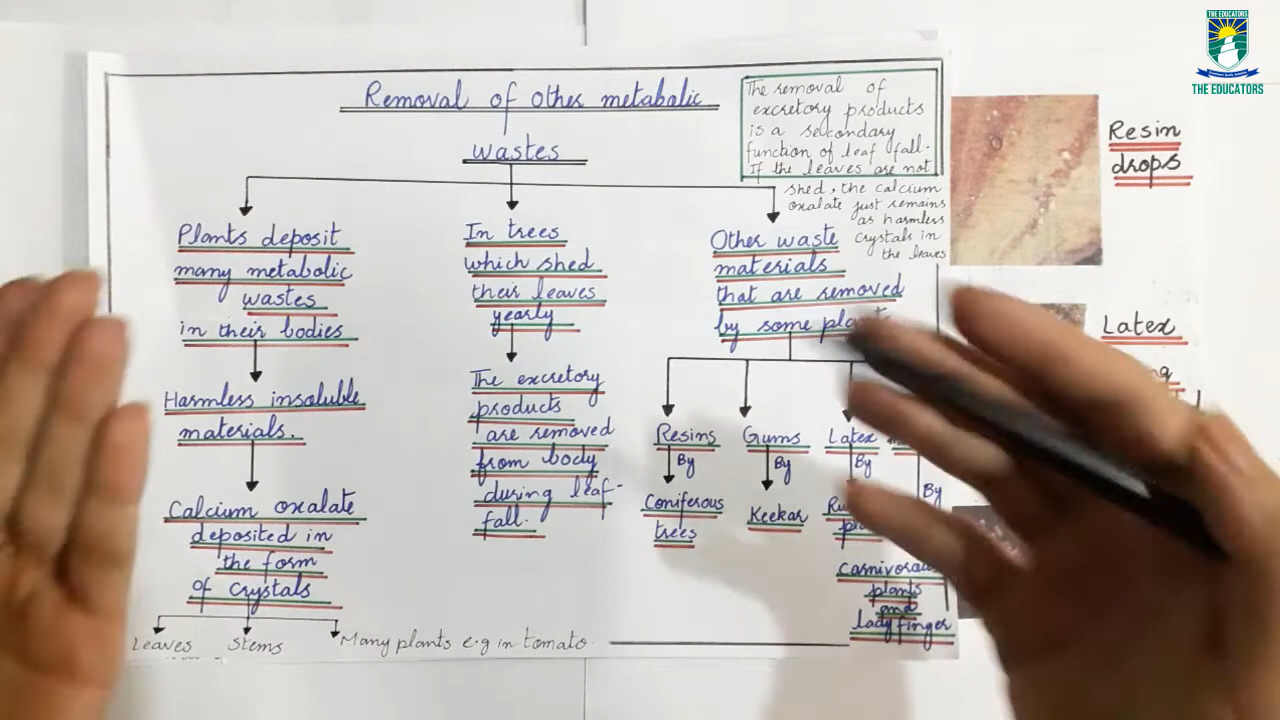 THE EDUCATORS
THE EDUCATORS
Removal of Other metabalic
wastes
The removal of
excretory products
is a secondary
function of leaf fall.
If the leaves are not
shed, the calcium
oxalate just remains
as harmless
crystals in
the leaves
Plants deposit
many metabolic
wastes
in their bodies
Harmless insoluble
materials.
Calcium oxalate
deposited in
the form
of crystals
Leaves Stems Many plants e.g in tomato.
In trees
which shed
their leaves
yearly
The excretory
products
are removed
from body
during leaf-
fall.
Other waste
materials
that are removed
by some
Resins Gums Latex
By By By By
Coniferous
trees
Keekar
plants
and
lady finger
Resin
drops
Latex